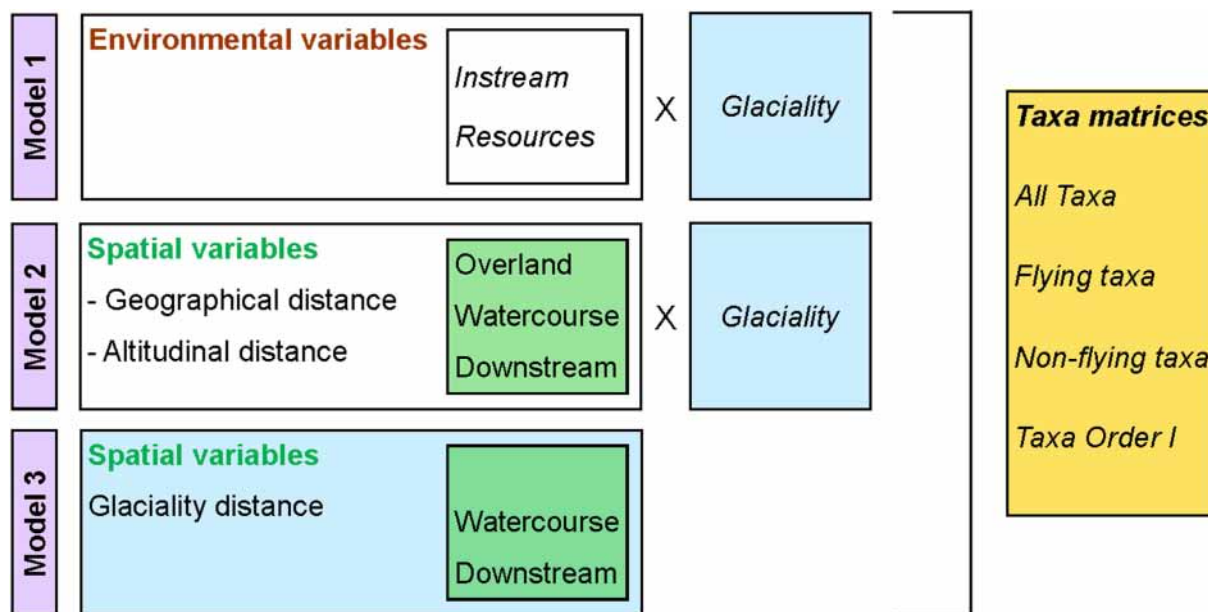 Model 1
Environmental variables
Instream
Resources
X
Glaciality
Model 2
Spatial variables
- Geographical distance
- Altitudinal distance
Overland
Watercourse
Downstream
X
Glaciality
Model 3
Spatial variables
Glaciality distance
Watercourse
Downstream
Taxa matrices
All Taxa
Flying taxa
Non-flying taxa
Taxa Order I